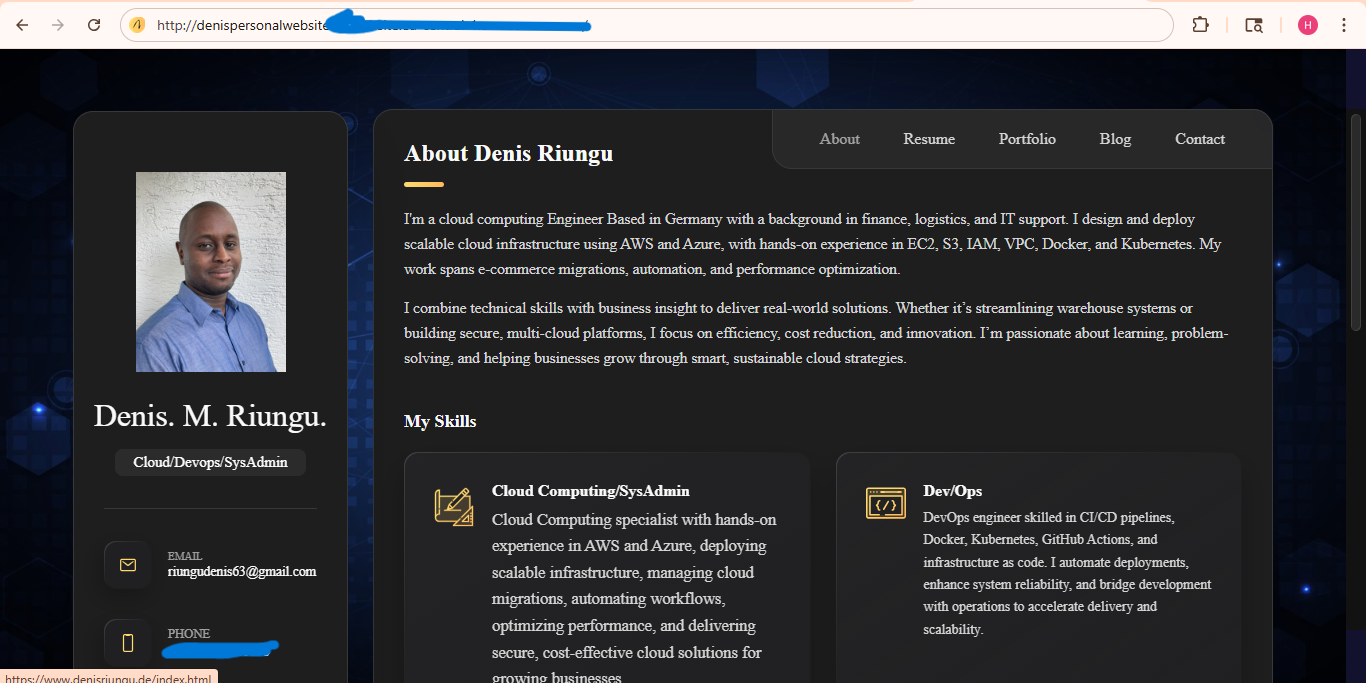 http://denispersonalwebsite
About
Resume
Portfolio
Blog
Contact
H
Denis. M. Riungu.
Cloud/Devops/SysAdmin
EMAIL
riungudenis63@gmail.com
PHONE
About Denis Riungu
I'm a cloud computing Engineer Based in Germany with a background in finance, logistics, and IT support. I design and deploy
scalable cloud infrastructure using AWS and Azure, with hands-on experience in EC2, S3, IAM, VPC, Docker, and Kubernetes. My
work spans e-commerce migrations, automation, and performance optimization.
I combine technical skills with business insight to deliver real-world solutions. Whether it’s streamlining warehouse systems or
building secure, multi-cloud platforms, I focus on efficiency, cost reduction, and innovation. I’m passionate about learning, problem-
solving, and helping businesses grow through smart, sustainable cloud strategies.
My Skills
Cloud Computing/SysAdmin
Cloud Computing specialist with hands-on
experience in AWS and Azure, deploying
scalable infrastructure, managing cloud
migrations, automating workflows,
optimizing performance, and delivering
secure, cost-effective cloud solutions for
growing businesses
Dev/Ops
DevOps engineer skilled in CI/CD pipelines,
Docker, Kubernetes, GitHub Actions, and
infrastructure as code. I automate deployments,
enhance system reliability, and bridge development
with operations to accelerate delivery and
scalability.
https://www.denisriungu.de/index.html